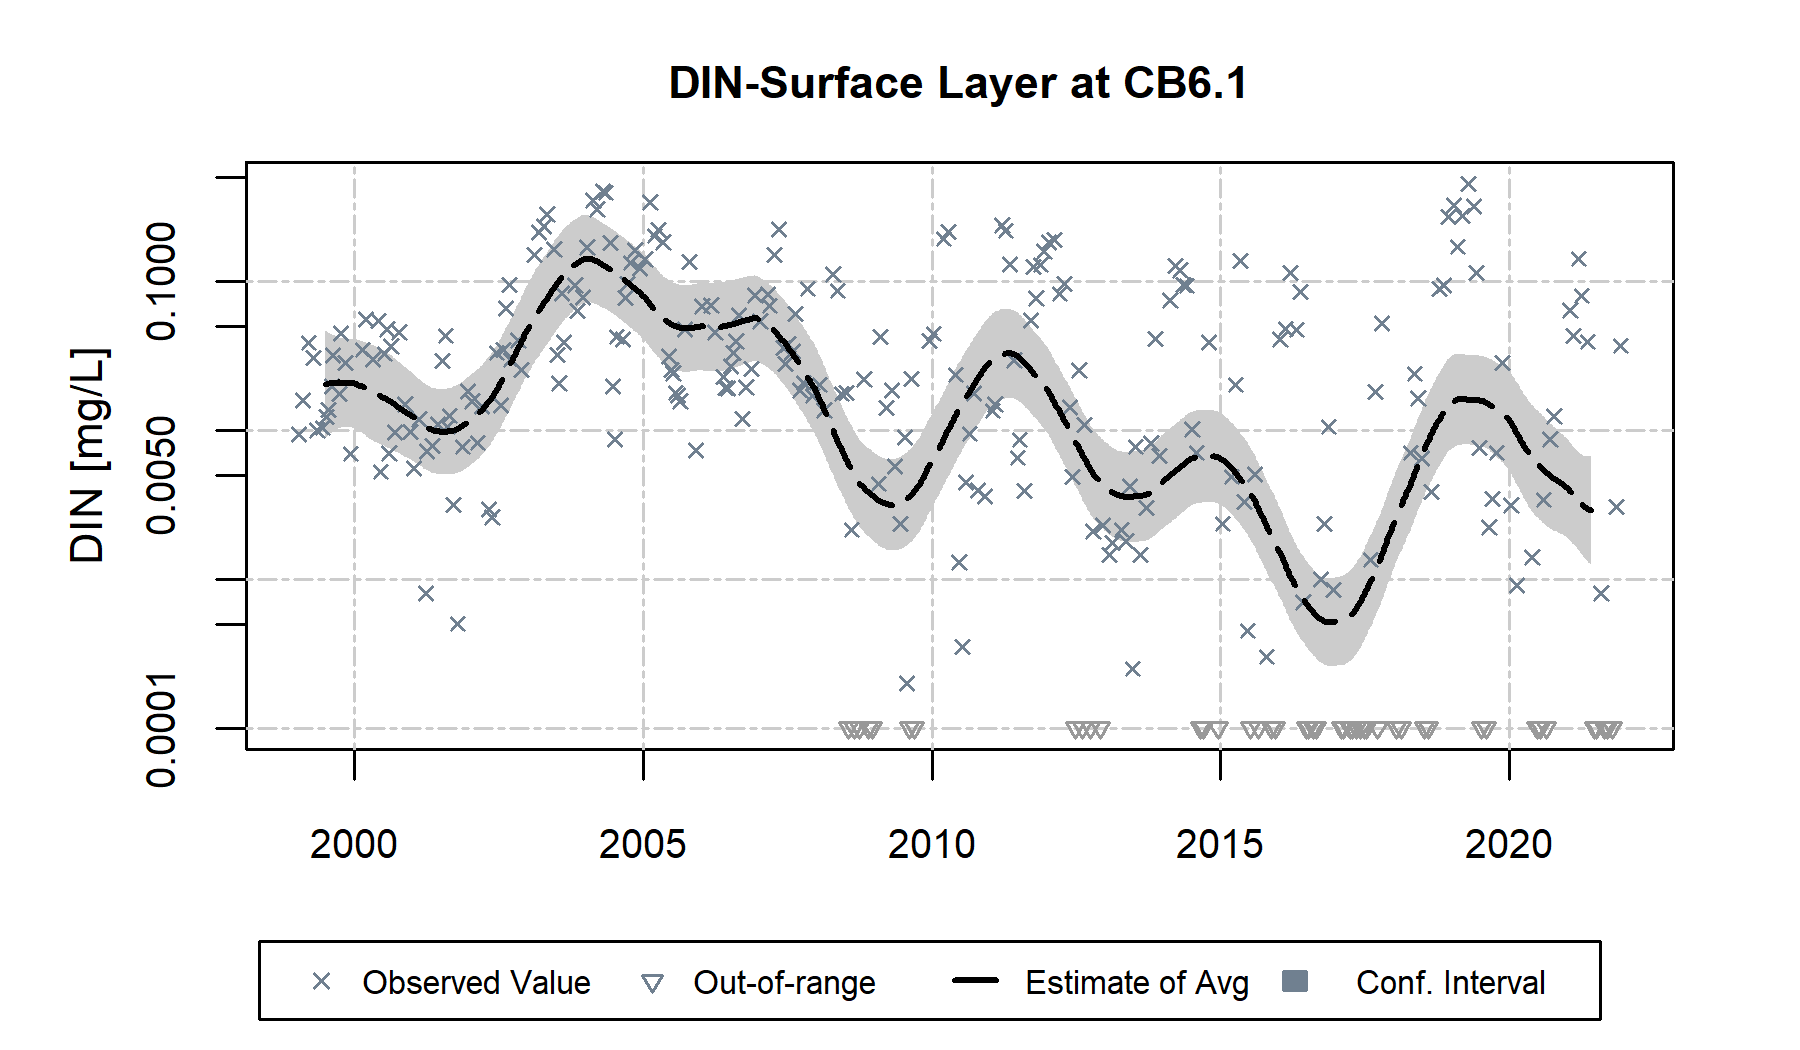 DIN-Surface Layer at CB6.1
DIN [mg/L]
0.1000
0.0050
0.0001
2000 2005 2010 2015 2020
Observed Value Out-of-range Estimate of Avg Conf. Interval